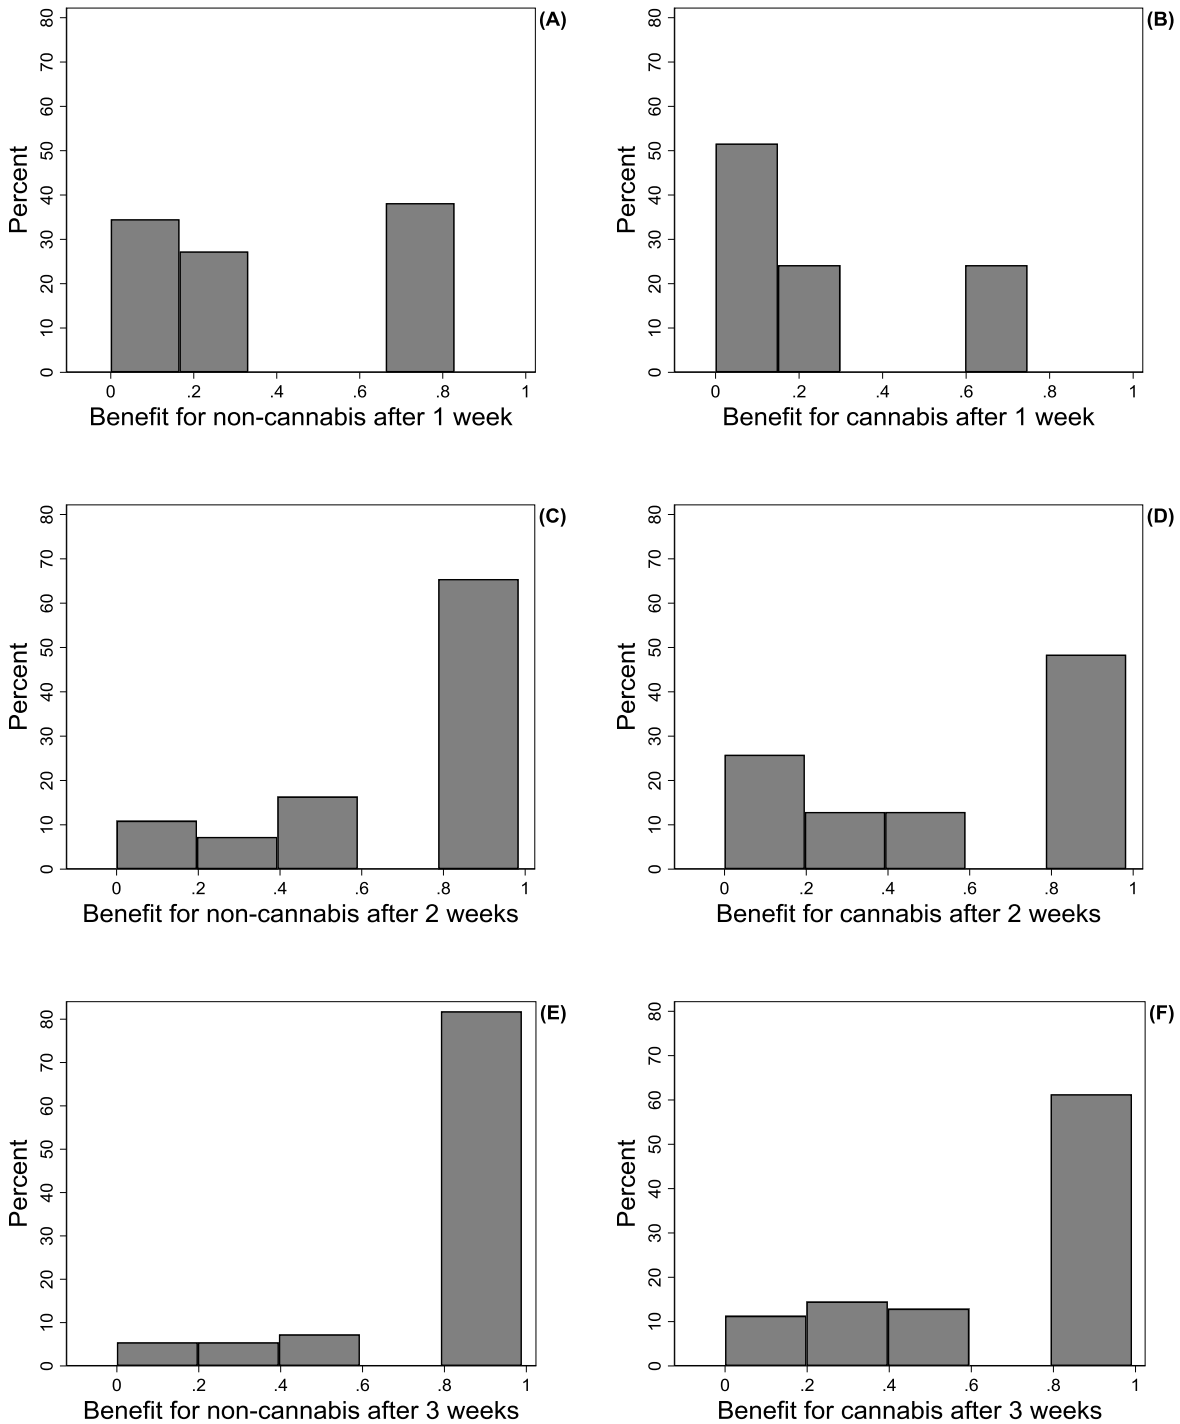 (A)
80
70
60
50
40
30
20
10
0
Percent
0 .2 .4 .6 .8 1
Benefit for non-cannabis after 1 week
(B)
80
70
60
50
40
30
20
10
0
Percent
0 .2 .4 .6 .8 1
Benefit for cannabis after 1 week
(C)
80
70
60
50
40
30
20
10
0
Percent
0 .2 .4 .6 .8 1
Benefit for non-cannabis after 2 weeks
(D)
80
70
60
50
40
30
20
10
0
Percent
0 .2 .4 .6 .8 1
Benefit for cannabis after 2 weeks
(E)
80
70
60
50
40
30
20
10
0
Percent
0 .2 .4 .6 .8 1
Benefit for non-cannabis after 3 weeks
(F)
80
70
60
50
40
30
20
10
0
Percent
0 .2 .4 .6 .8 1
Benefit for cannabis after 3 weeks